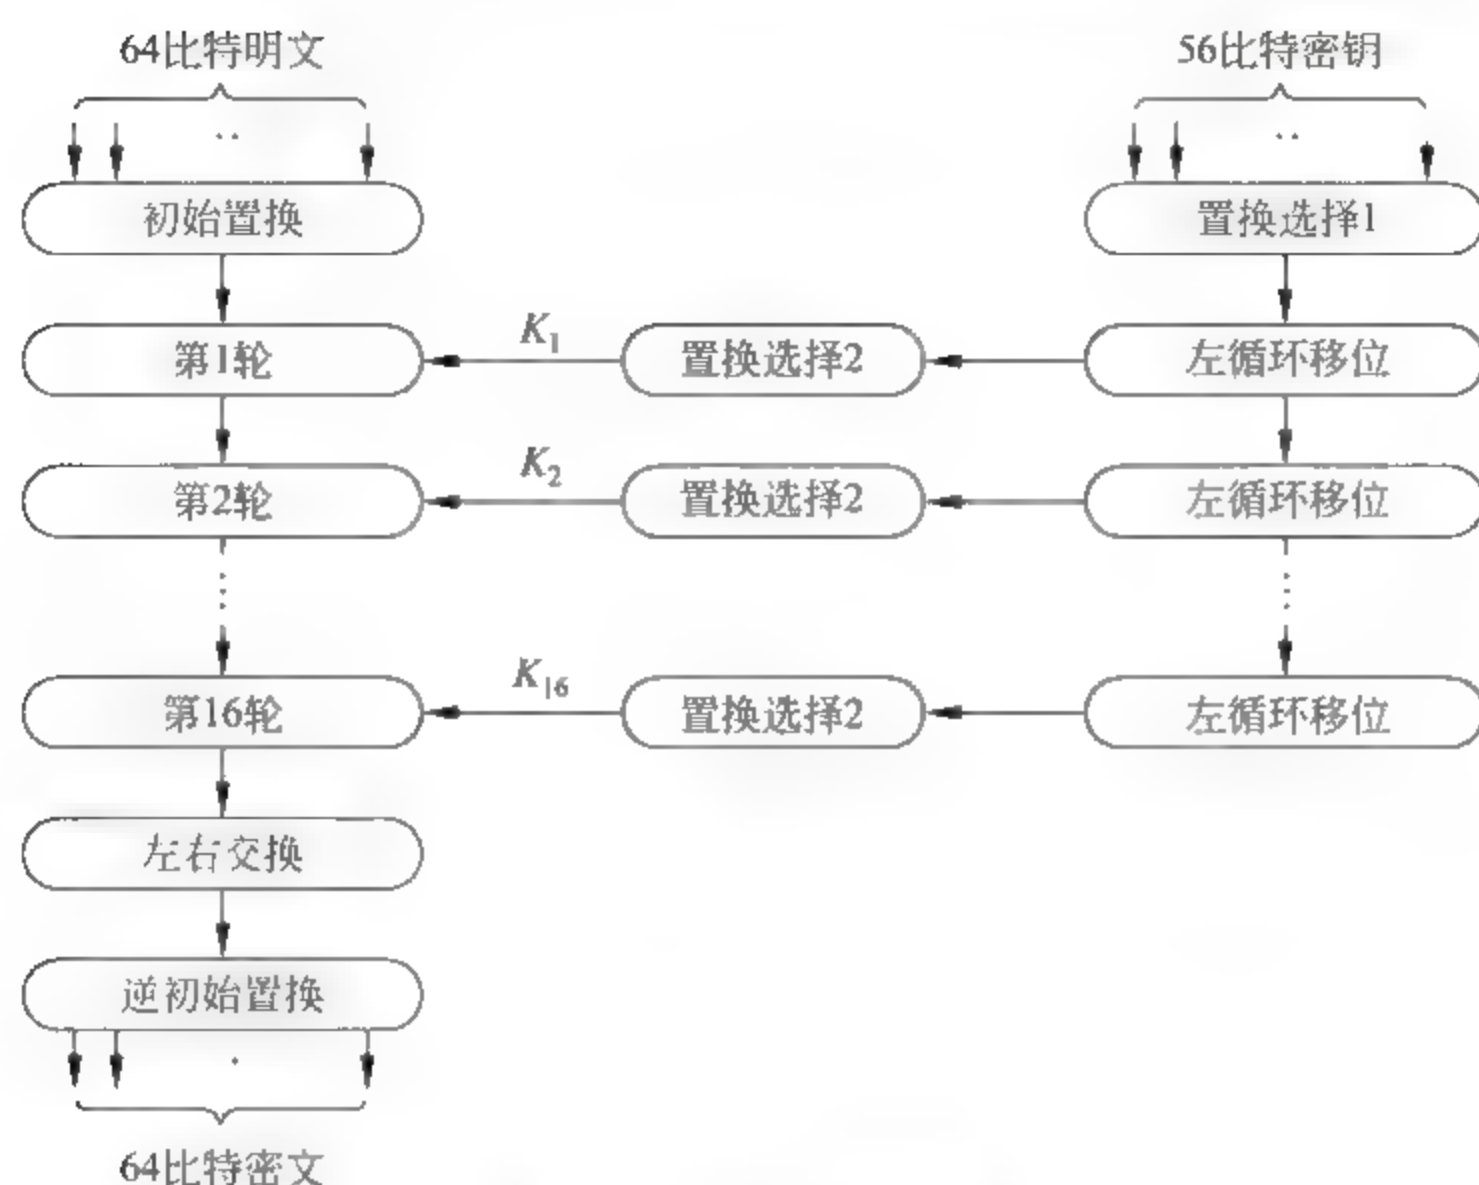 64比特明文
56比特密钥
初始置换
置换选择1
第1轮
K1
置换选择2
左循环移位
第2轮
K2
置换选择2
左循环移位
第16轮
K16
置换选择2
左循环移位
左右交换
逆初始置换
64比特密文